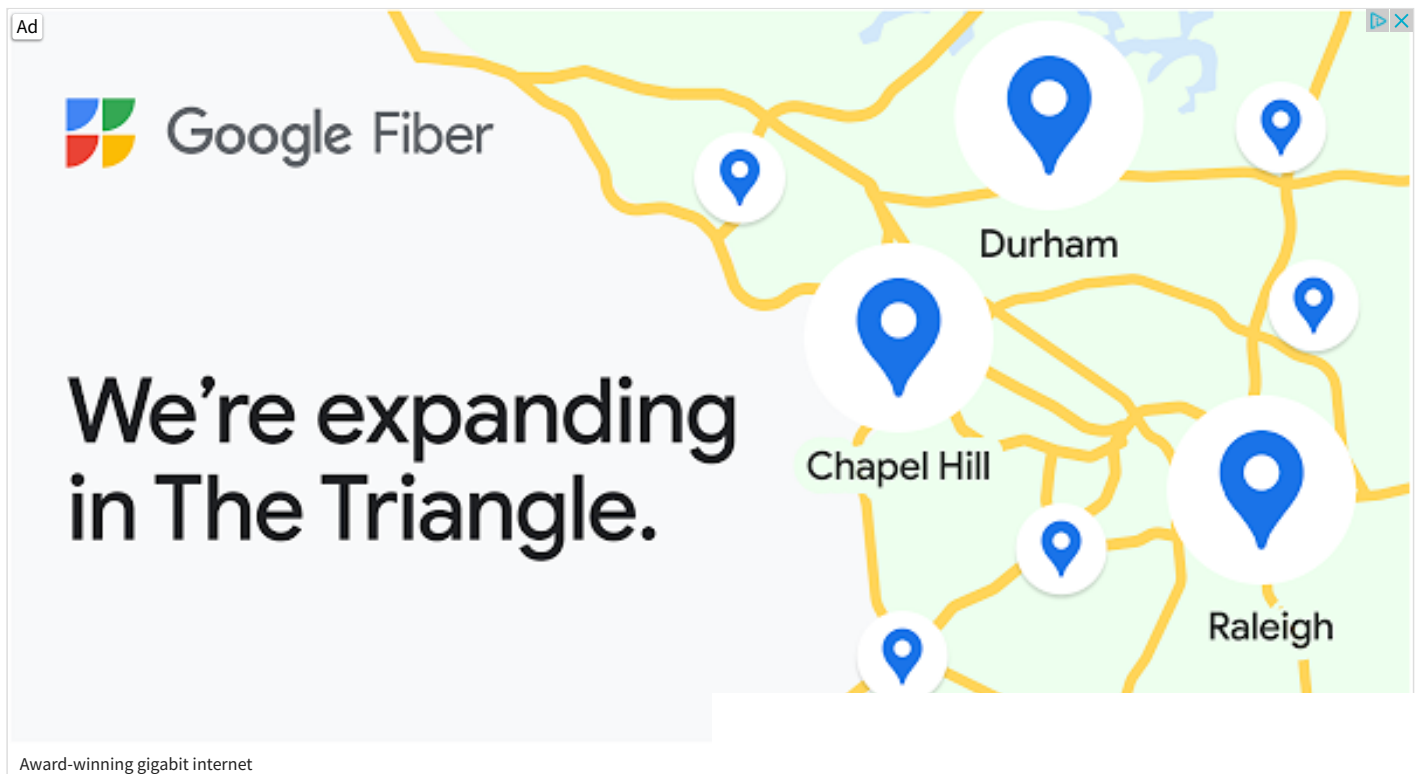 Ad
Google Fiber
Durham
We're expanding
in The Triangle.
Chapel Hill
Raleigh
Award-winning gigabit internet